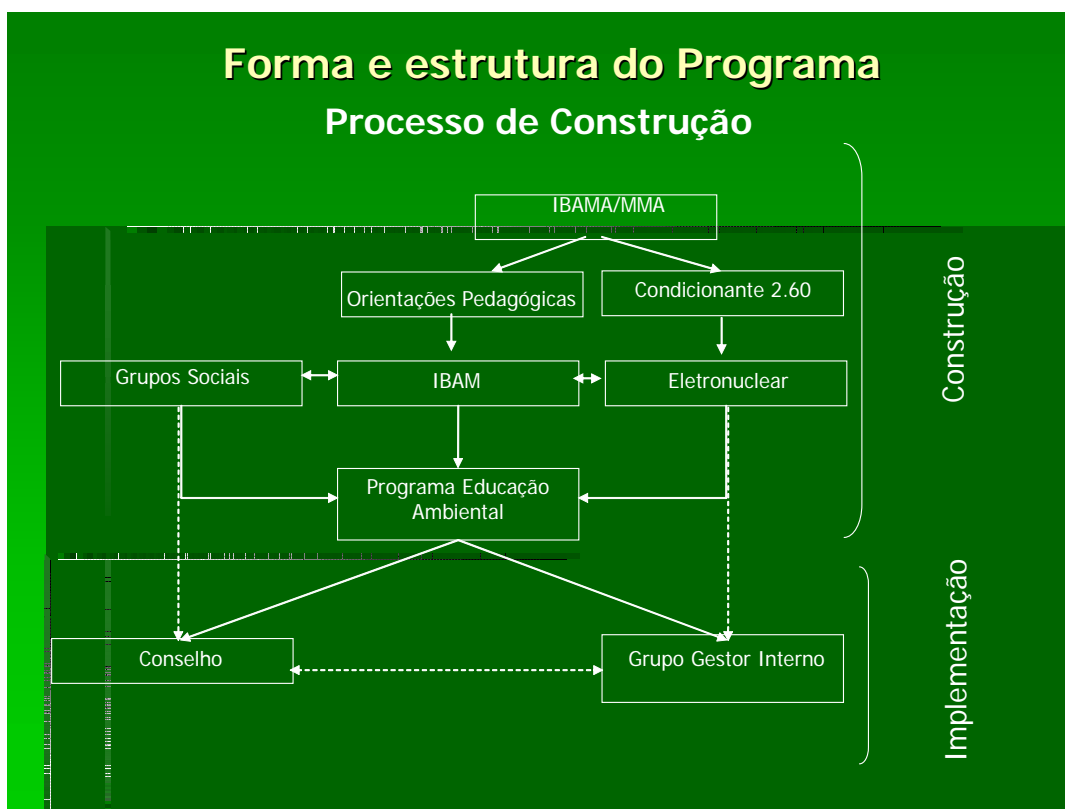 Forma e estrutura do Programa
Processo de Construção
IBAMA/MMA
Orientações Pedagógicas
Condicionante 2.60
Grupos Sociais
IBAM
Eletronuclear
Programa Educação
Ambiental
Construção
Conselho
Grupo Gestor Interno
Implementação